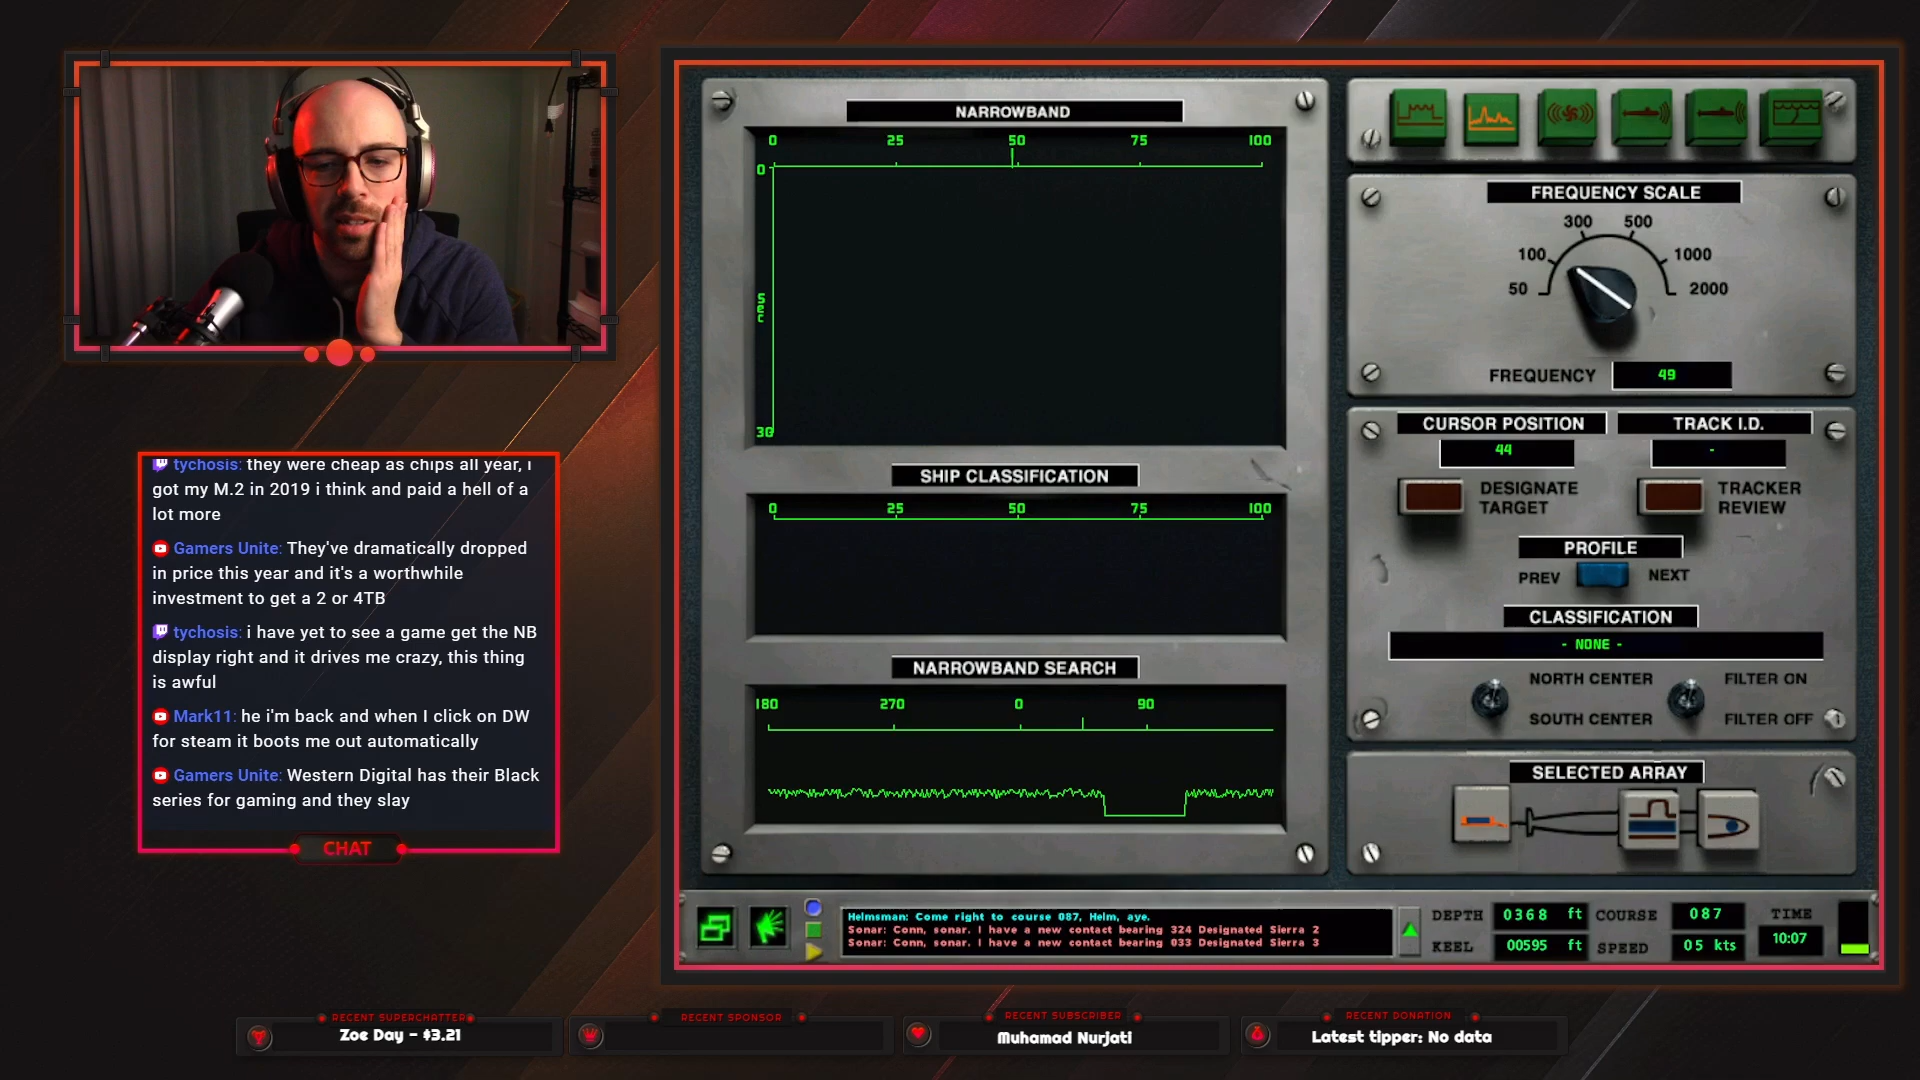 tychosis: they were cheap as chips all year, i
got my M.2 in 2019 i think and paid a hell of a
lot more
Gamers Unite: They've dramatically dropped
in price this year and it's a worthwhile
investment to get a 2 or 4TB
tychosis: i have yet to see a game get the NB
display right and it drives me crazy, this thing
is awful
Mark11: he i'm back and when I click on DW
for steam it boots me out automatically
Gamers Unite: Western Digital has their Black
series for gaming and they slay
CHAT
NARROWBAND
0 25 50 75 100
0
Sec
30
SHIP CLASSIFICATION
0 25 50 75 100
NARROWBAND SEARCH
180 270 0 90
FREQUENCY SCALE
300 500
100 1000
50 2000
FREQUENCY 49
CURSOR POSITION TRACK I.D.
44 -
DESIGNATE TARGET
TRACKER REVIEW
PROFILE
PREV NEXT
CLASSIFICATION
- NONE -
NORTH CENTER FILTER ON
SOUTH CENTER FILTER OFF
SELECTED ARRAY
Helmsman: Come right to course 087, Helm, aye.
Sonar: Conn, sonar. I have a new contact bearing 324 Designated Sierra 2
Sonar: Conn, sonar. I have a new contact bearing 033 Designated Sierra 3
DEPTH 0368 ft COURSE 087 TIME
KEEL 00595 ft SPEED 05 kts 10:07
RECENT SUPERCHATTER
Zoe Day - $3.21
RECENT SPONSOR
RECENT SUBSCRIBER
Muhamad Nurjati
RECENT DONATION
Latest tipper: No data